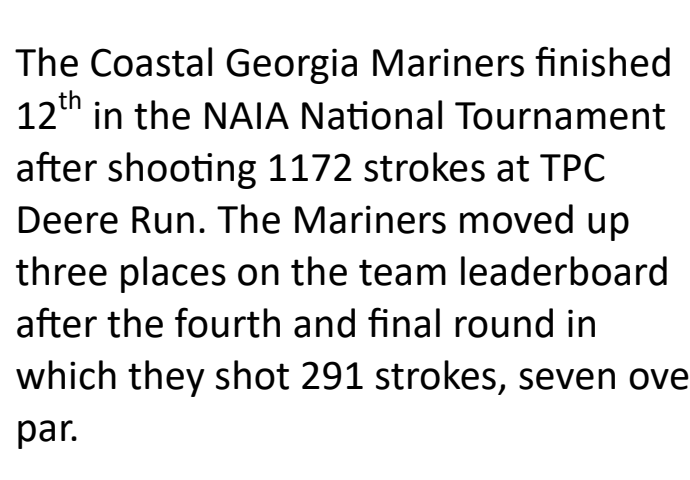 The Coastal Georgia Mariners finished
12th in the NAIA National Tournament
after shooting 1172 strokes at TPC
Deere Run. The Mariners moved up
three places on the team leaderboard
after the fourth and final round in
which they shot 291 strokes, seven ove
par.